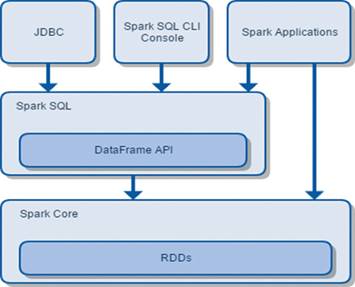 JDBC
Spark SQL CLI
Console
Spark Applications
Spark SQL
DataFrame API
Spark Core
RDDs